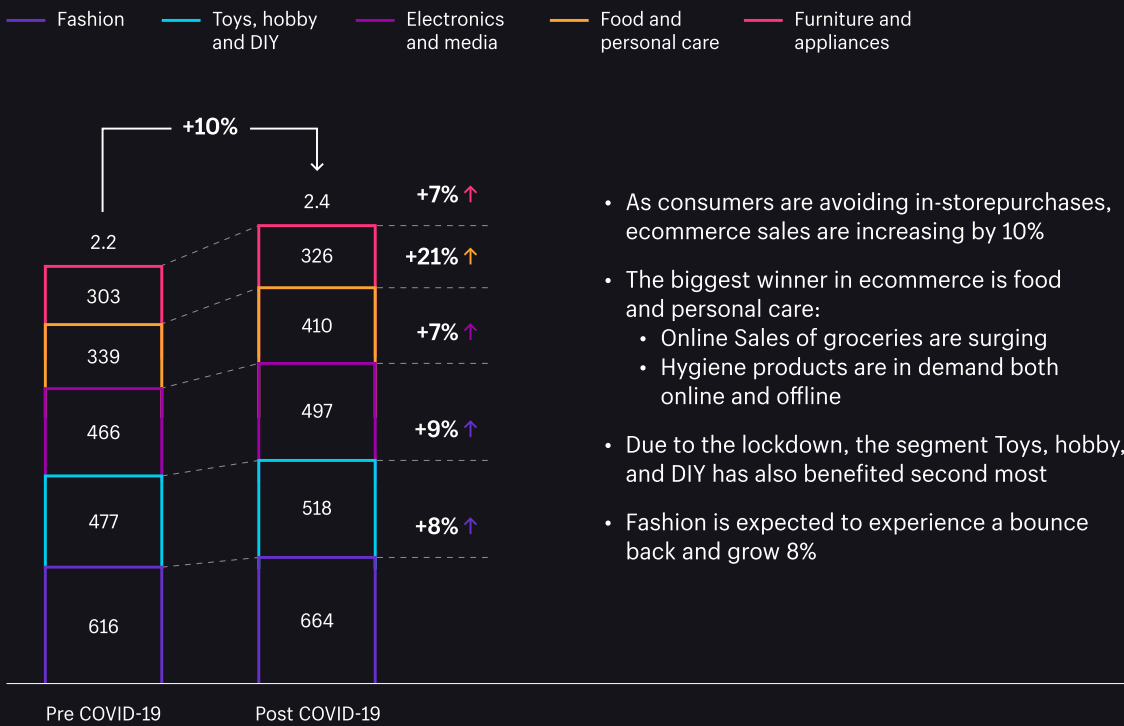 Fashion
Toys, hobby
and DIY
Electronics
and media
Food and
personal care
Furniture and
appliances
+10%
2.2
303
339
466
477
616
Pre COVID-19
2.4
326
410
497
518
664
Post COVID-19
+7% ↑
+21% ↑
+7% ↑
+9% ↑
+8% ↑
• As consumers are avoiding in-storepurchases,
ecommerce sales are increasing by 10%
• The biggest winner in ecommerce is food
and personal care:
• Online Sales of groceries are surging
• Hygiene products are in demand both
online and offline
• Due to the lockdown, the segment Toys, hobby,
and DIY has also benefited second most
• Fashion is expected to experience a bounce
back and grow 8%